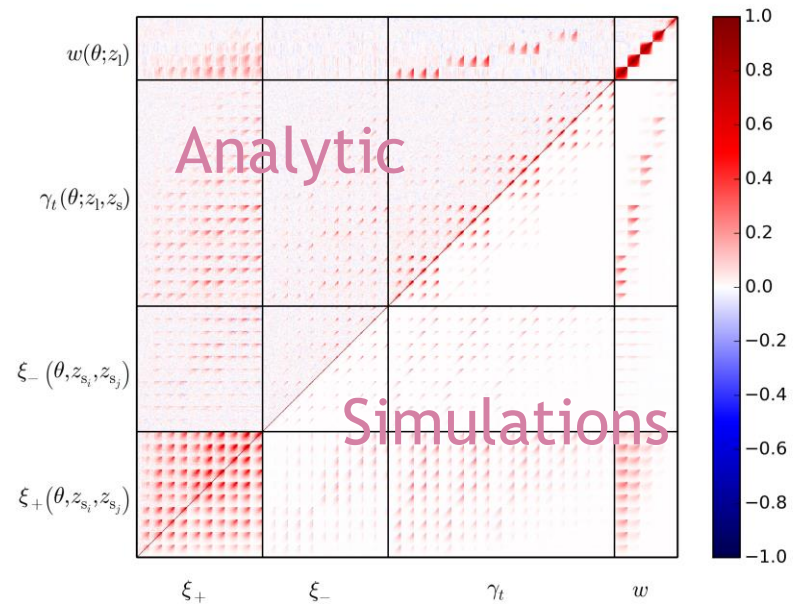 w(θ;z_l)
γ_t(θ;z_l,z_s)
ξ_−(θ,z_{s_i},z_{s_j})
ξ_+(θ,z_{s_i},z_{s_j})
Analytic
Simulations
ξ_+
ξ_−
γ_t
w
1.0
0.8
0.6
0.4
0.2
0.0
−0.2
−0.4
−0.6
−0.8
−1.0